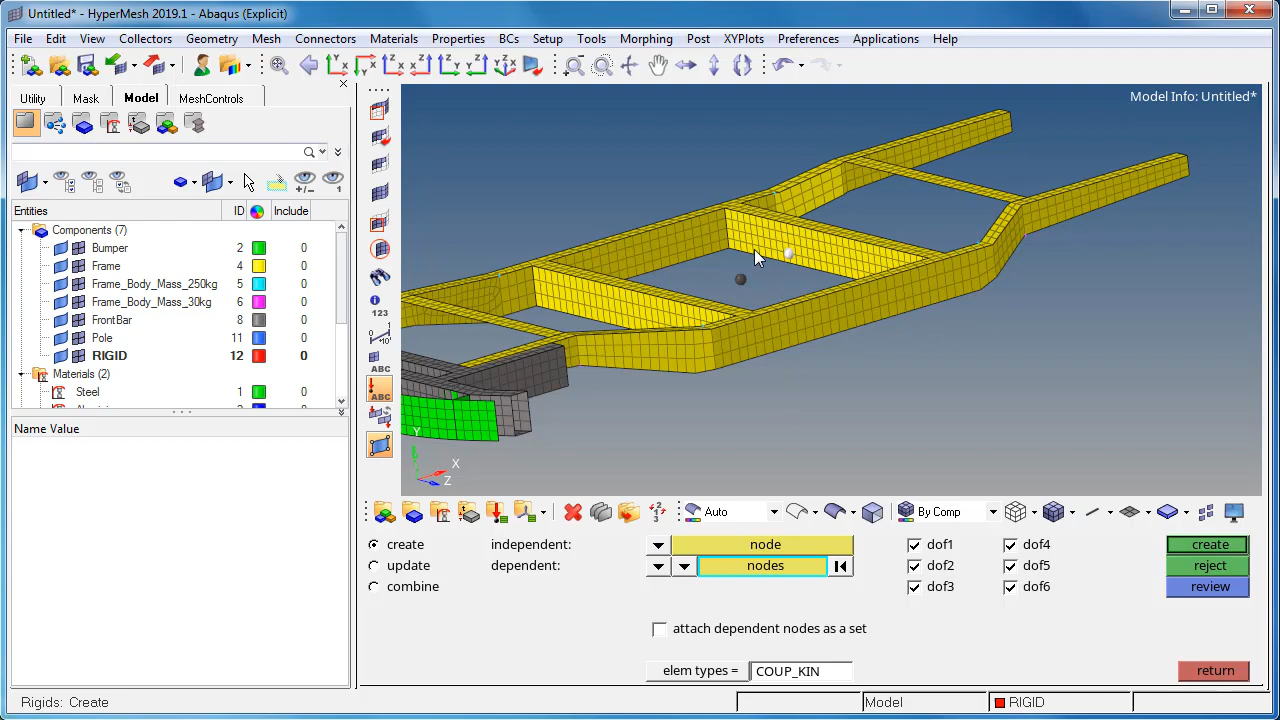 Untitled* - HyperMesh 2019.1 - Abaqus (Explicit)
File Edit View Collectors Geometry Mesh Connectors Materials Properties BCs Setup Tools Morphing Post XYPlots Preferences Applications Help
Utility Mask Model MeshControls
Model Info: Untitled*
Entities ID Include
Components (7)
Bumper 2 0
Frame 4 0
Frame_Body_Mass_250kg 5 0
Frame_Body_Mass_30kg 6 0
FrontBar 8 0
Pole 11 0
RIGID 12 0
Materials (2)
Steel 1 0
Name Value
123
ABC
ABC
Y
X
Z
Auto By Comp
create independent: node dof1 dof4 create
update dependent: nodes dof2 dof5 reject
combine dof3 dof6 review
attach dependent nodes as a set
elem types = COUP_KIN return
Rigids: Create Model RIGID